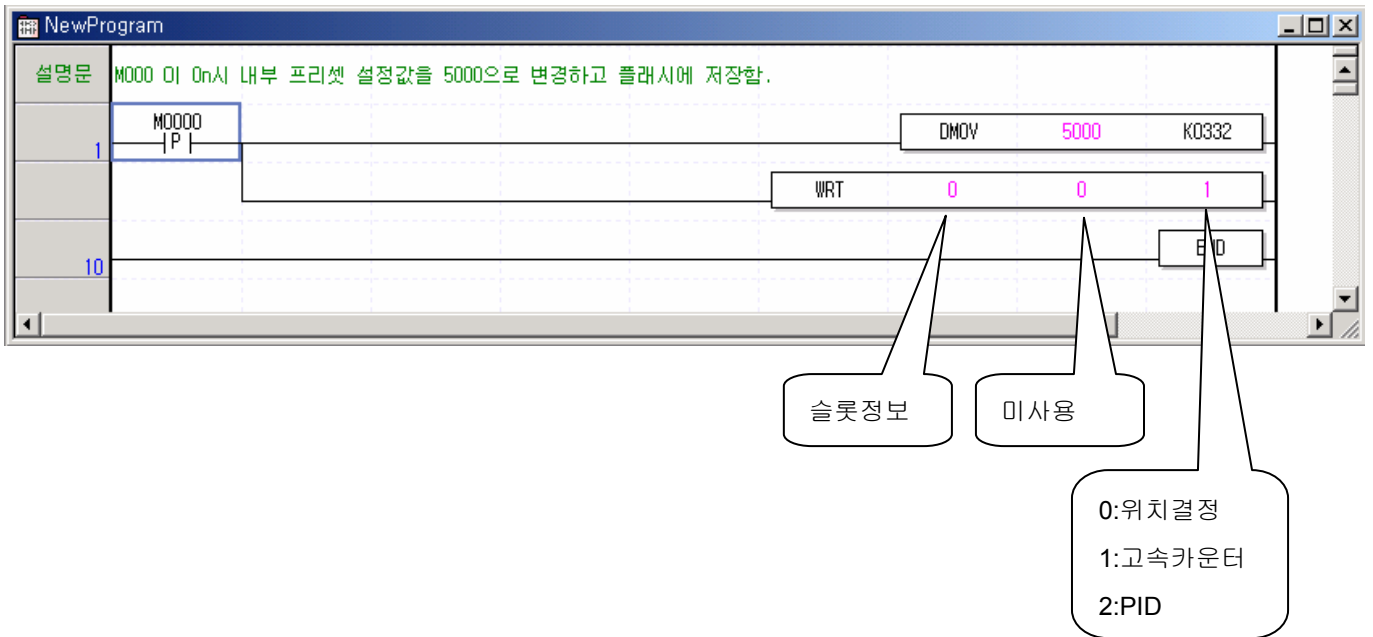 NewProgram
설명문 M000 이 On시 내부 프리셋 설정값을 5000으로 변경하고 플래시에 저장함.
M0000
P
DMOV 5000 K0332
1
WRT 0 0 1
END
10
슬롯정보 미사용
0:위치결정
1:고속카운터
2:PID